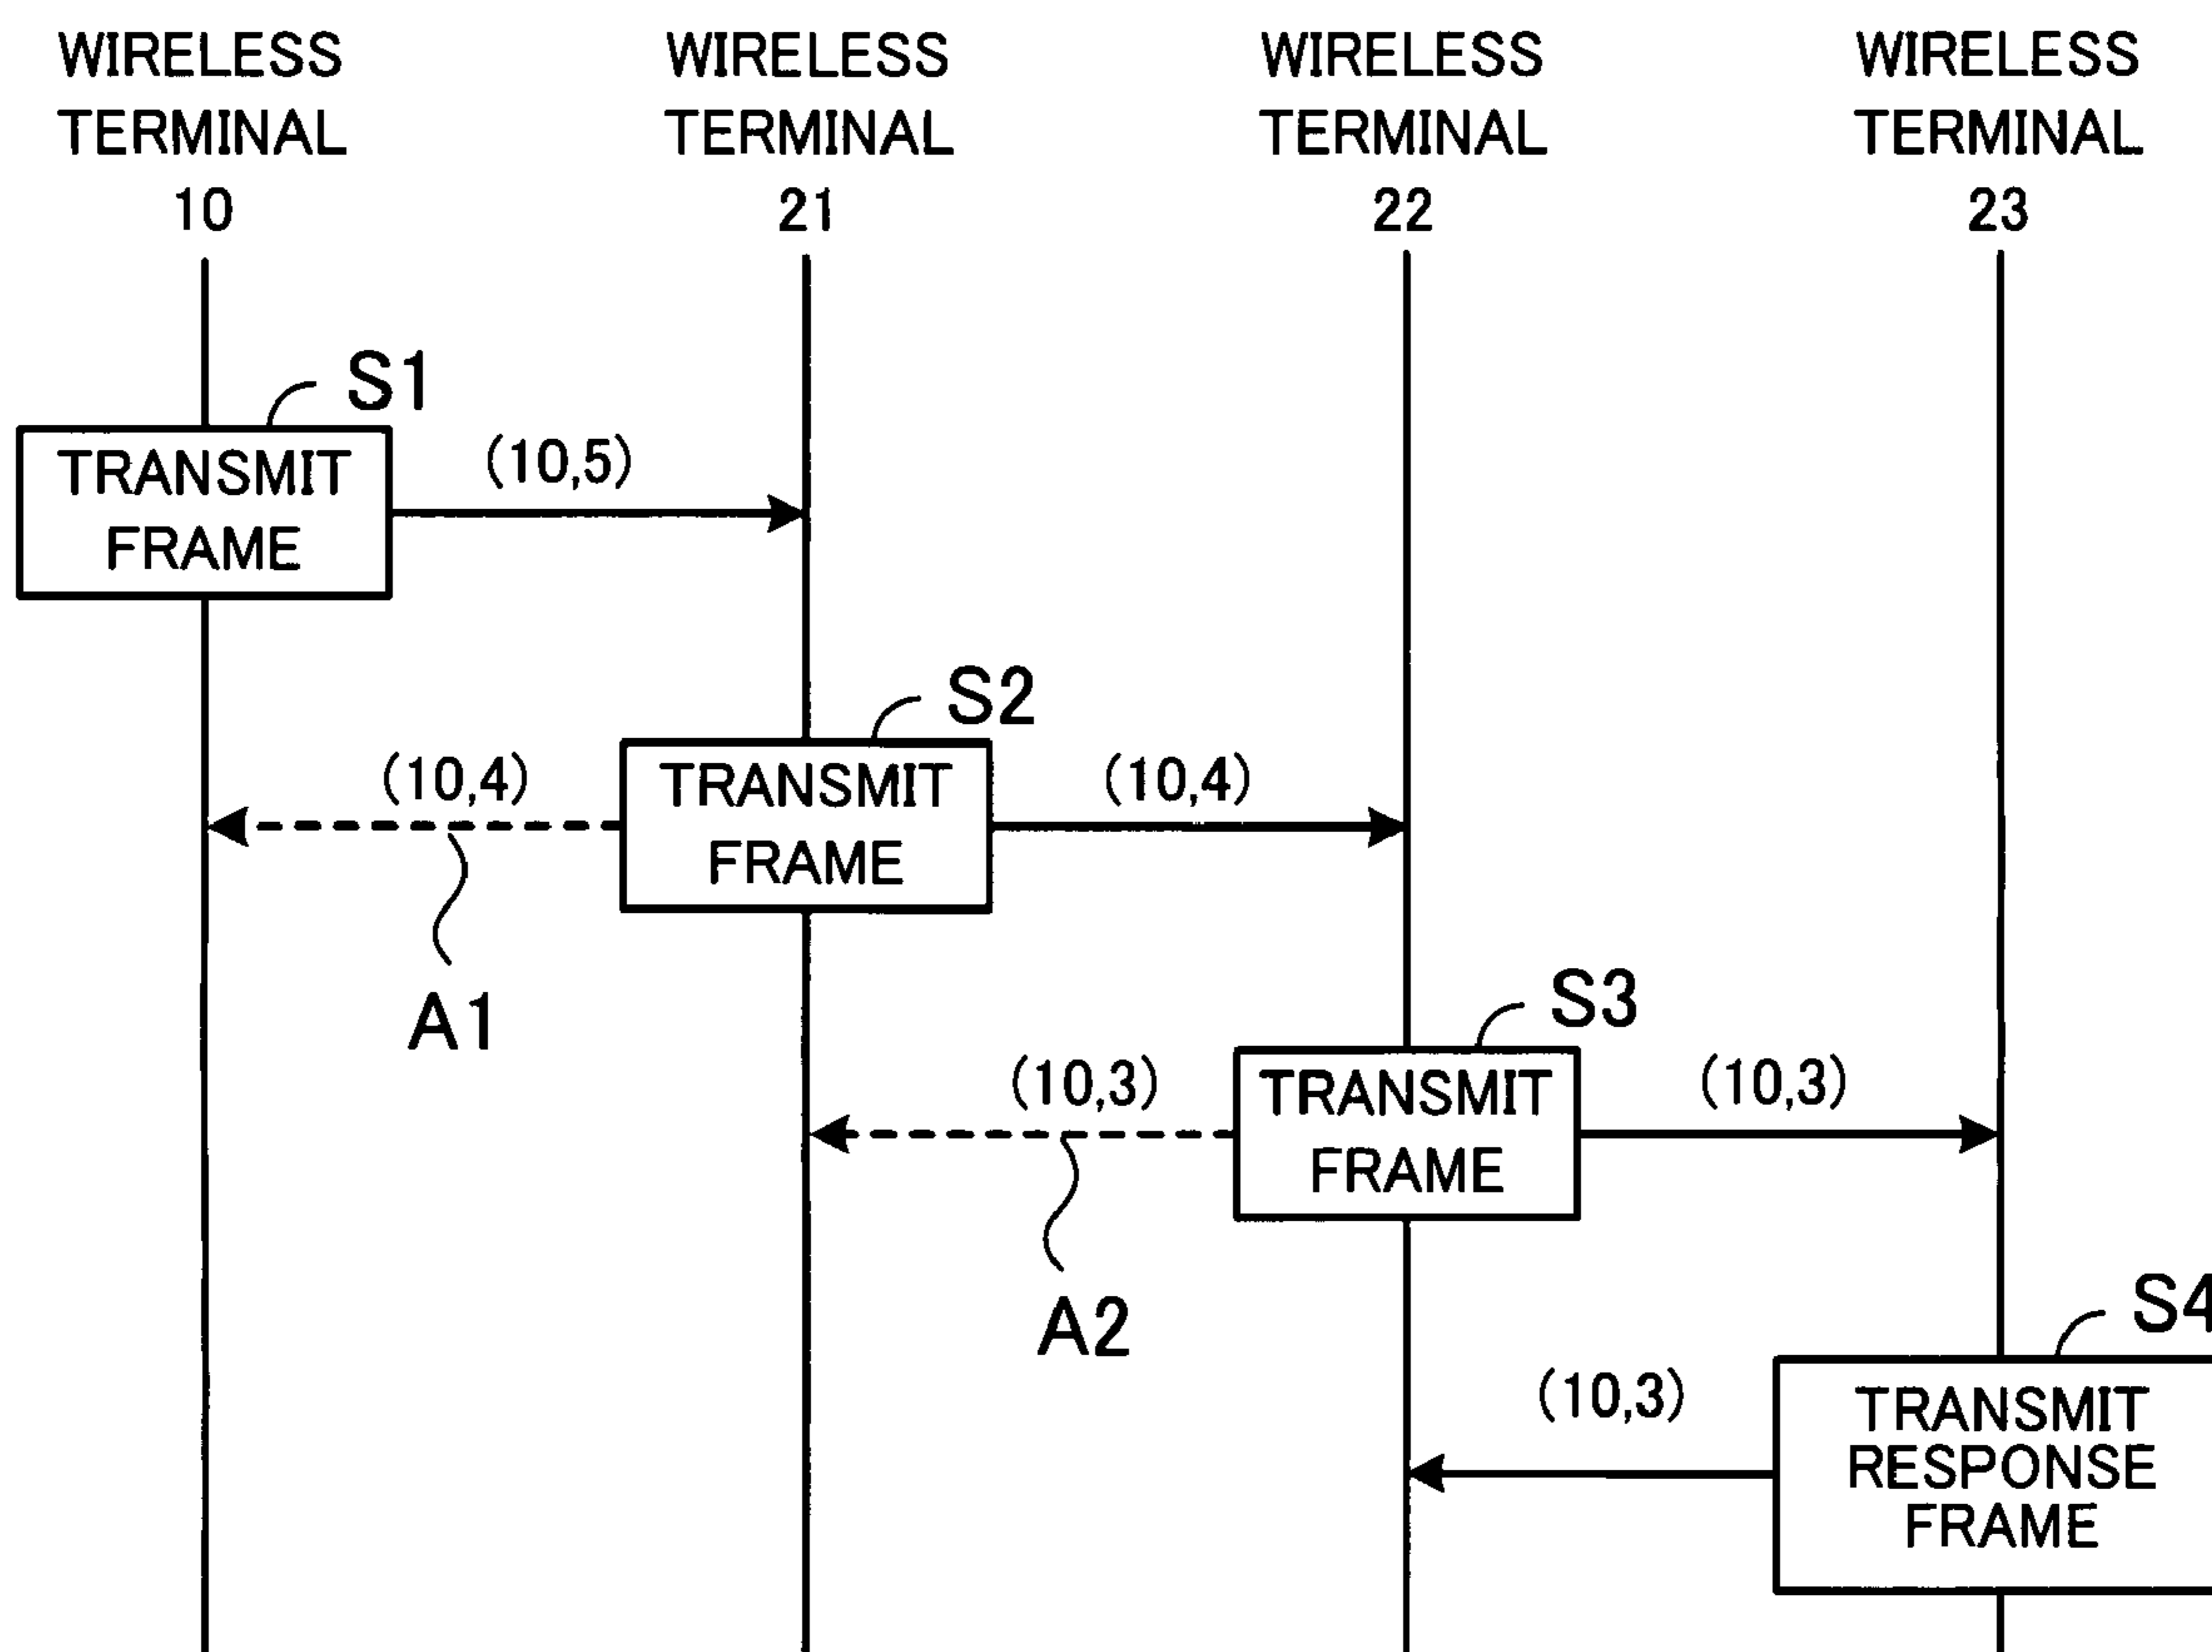 WIRELESS
TERMINAL
10
WIRELESS
TERMINAL
21
WIRELESS
TERMINAL
22
WIRELESS
TERMINAL
23
S1
TRANSMIT
FRAME
(10,5)
S2
(10,4)
TRANSMIT
FRAME
(10,4)
A1
S3
(10,3)
TRANSMIT
FRAME
(10,3)
A2
S4
(10,3)
TRANSMIT
RESPONSE
FRAME